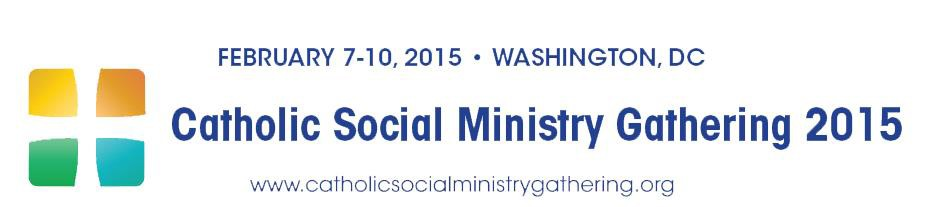 FEBRUARY 7-10, 2015 • WASHINGTON, DC
Catholic Social Ministry Gathering 2015
www.catholicsocialministrygathering.org